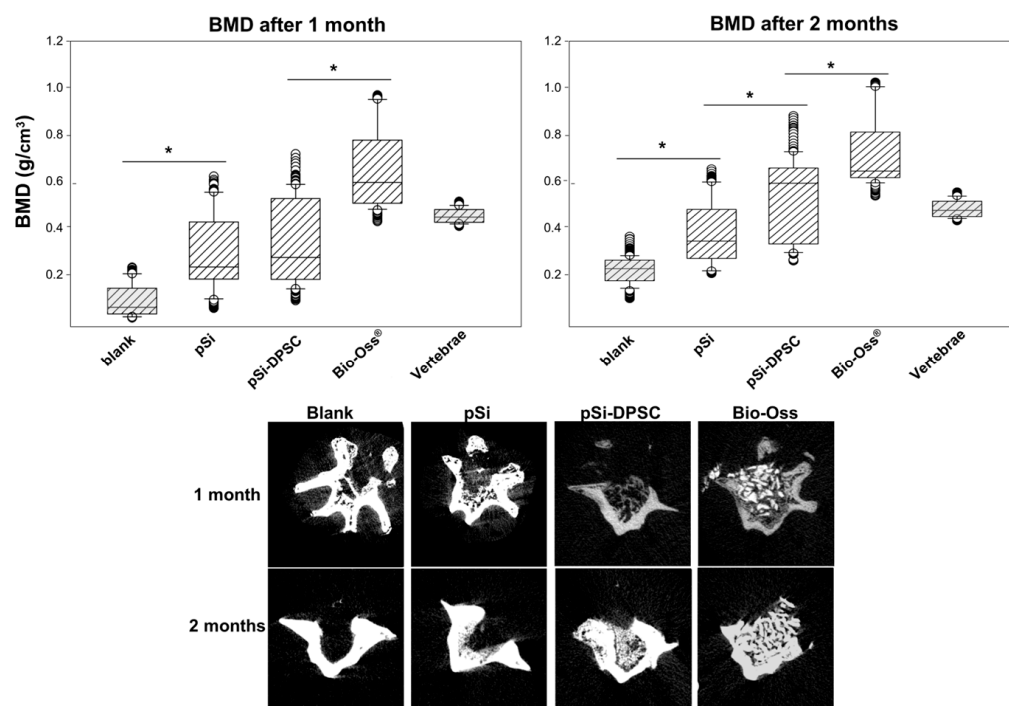 BMD after 1 month
BMD (g/cm³)
1.2
1.0
0.8
0.6
0.4
0.2
*
*
blank
pSi
pSi-DPSC
Bio-Oss®
Vertebrae
BMD after 2 months
1.2
1.0
0.8
0.6
0.4
0.2
*
*
*
blank
pSi
pSi-DPSC
Bio-Oss®
Vertebrae
Blank pSi pSi-DPSC Bio-Oss
1 month
2 months